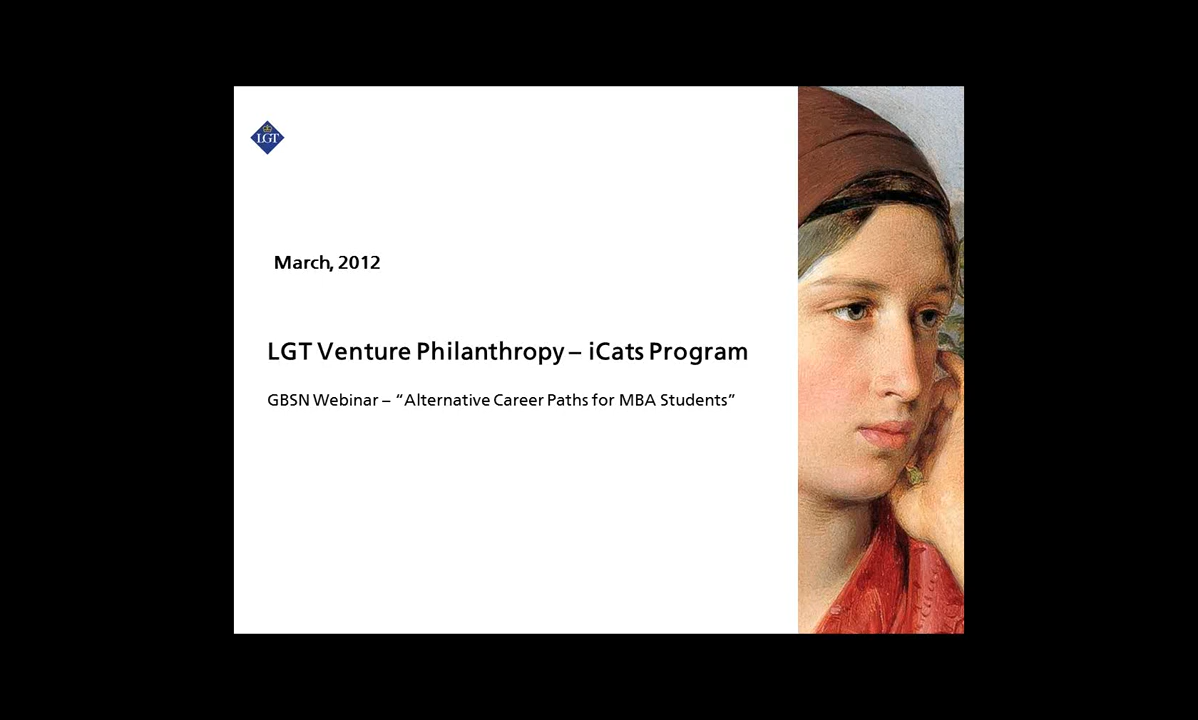 LGT
March, 2012
LGT Venture Philanthropy – iCats Program
GBSN Webinar – “Alternative Career Paths for MBA Students”